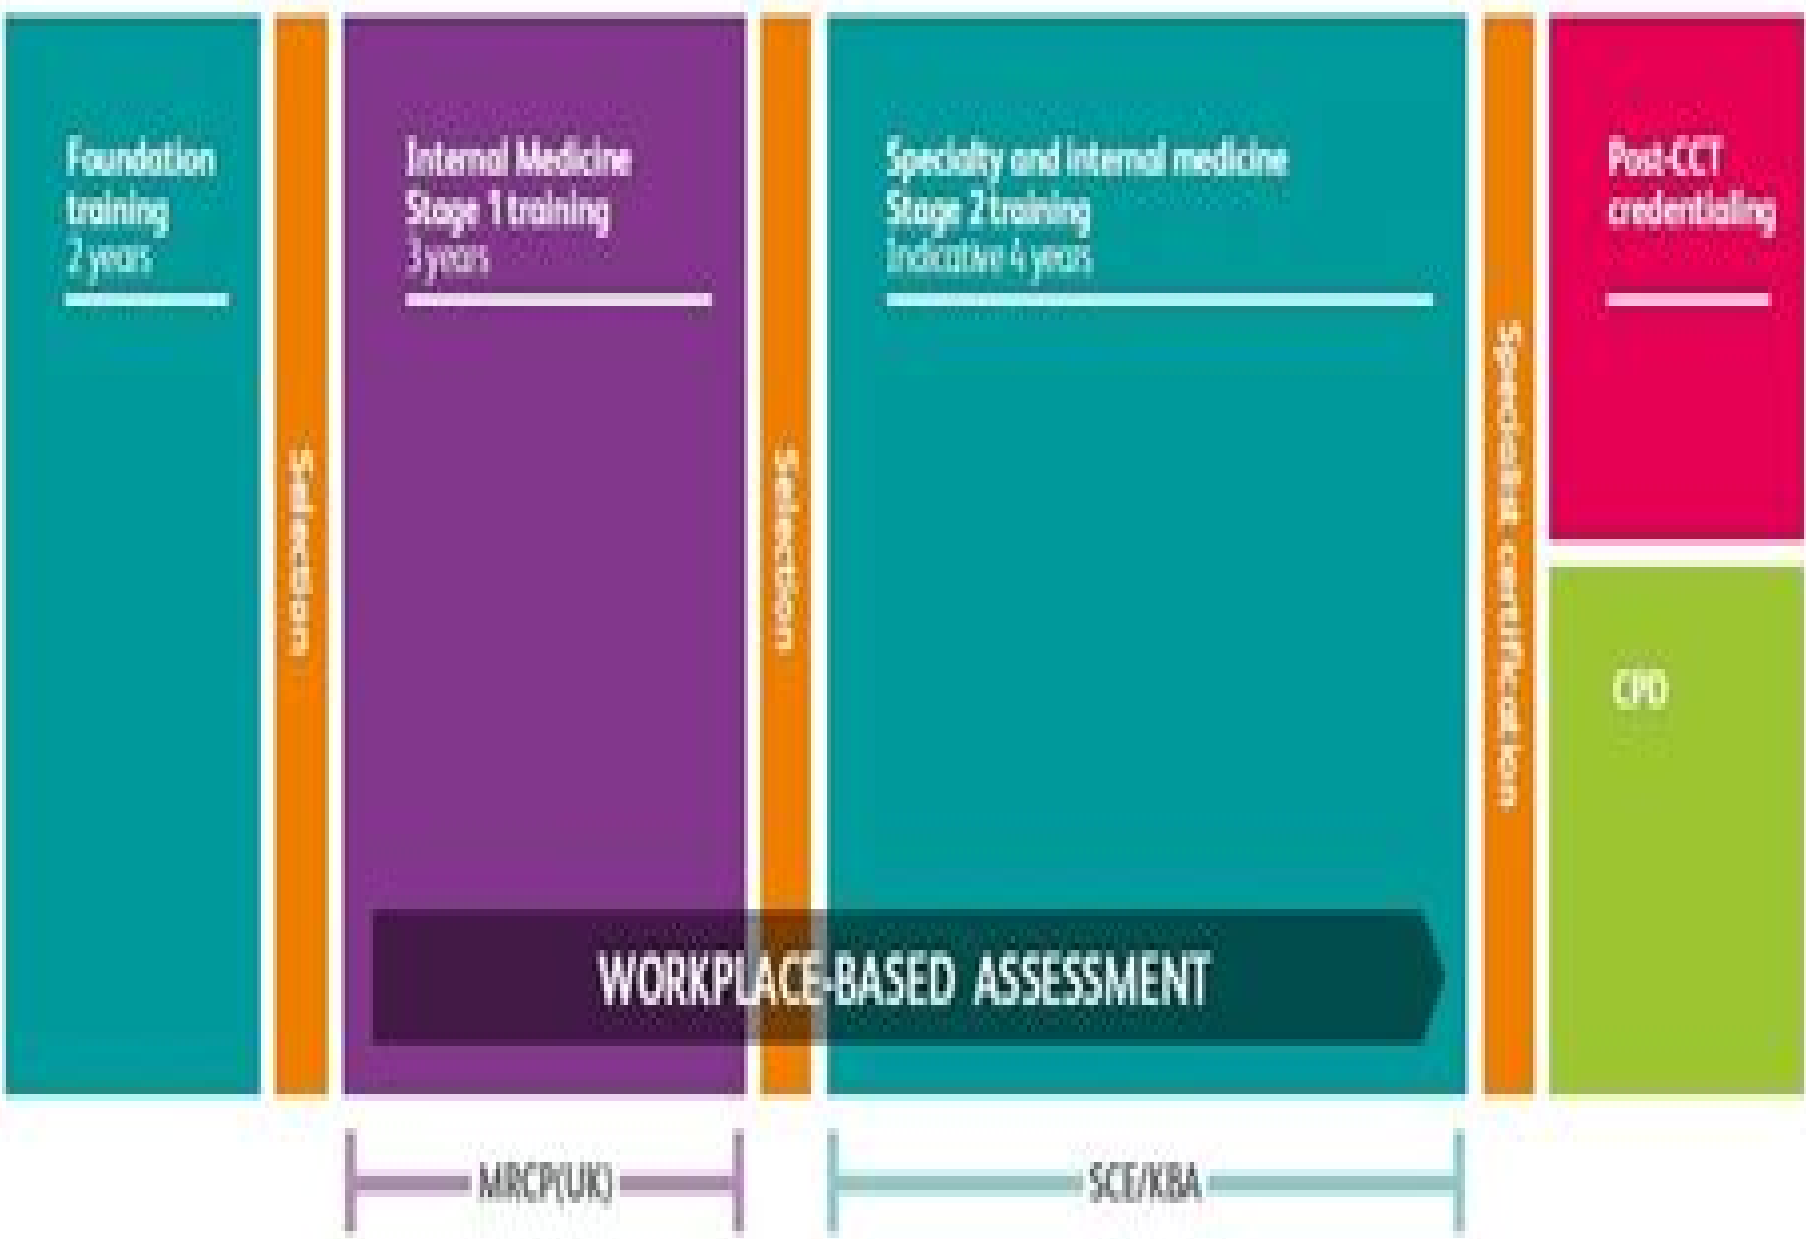 Foundation
training
2 years
Selection
Internal Medicine
Stage 1 training
3 years
Selection
Specialty and internal medicine
Stage 2 training
Indicative 4 years
Specialist certification
Post-CCT
credentialing
CPD
WORKPLACE-BASED ASSESSMENT
MRCP(UK)
SCE/KBA